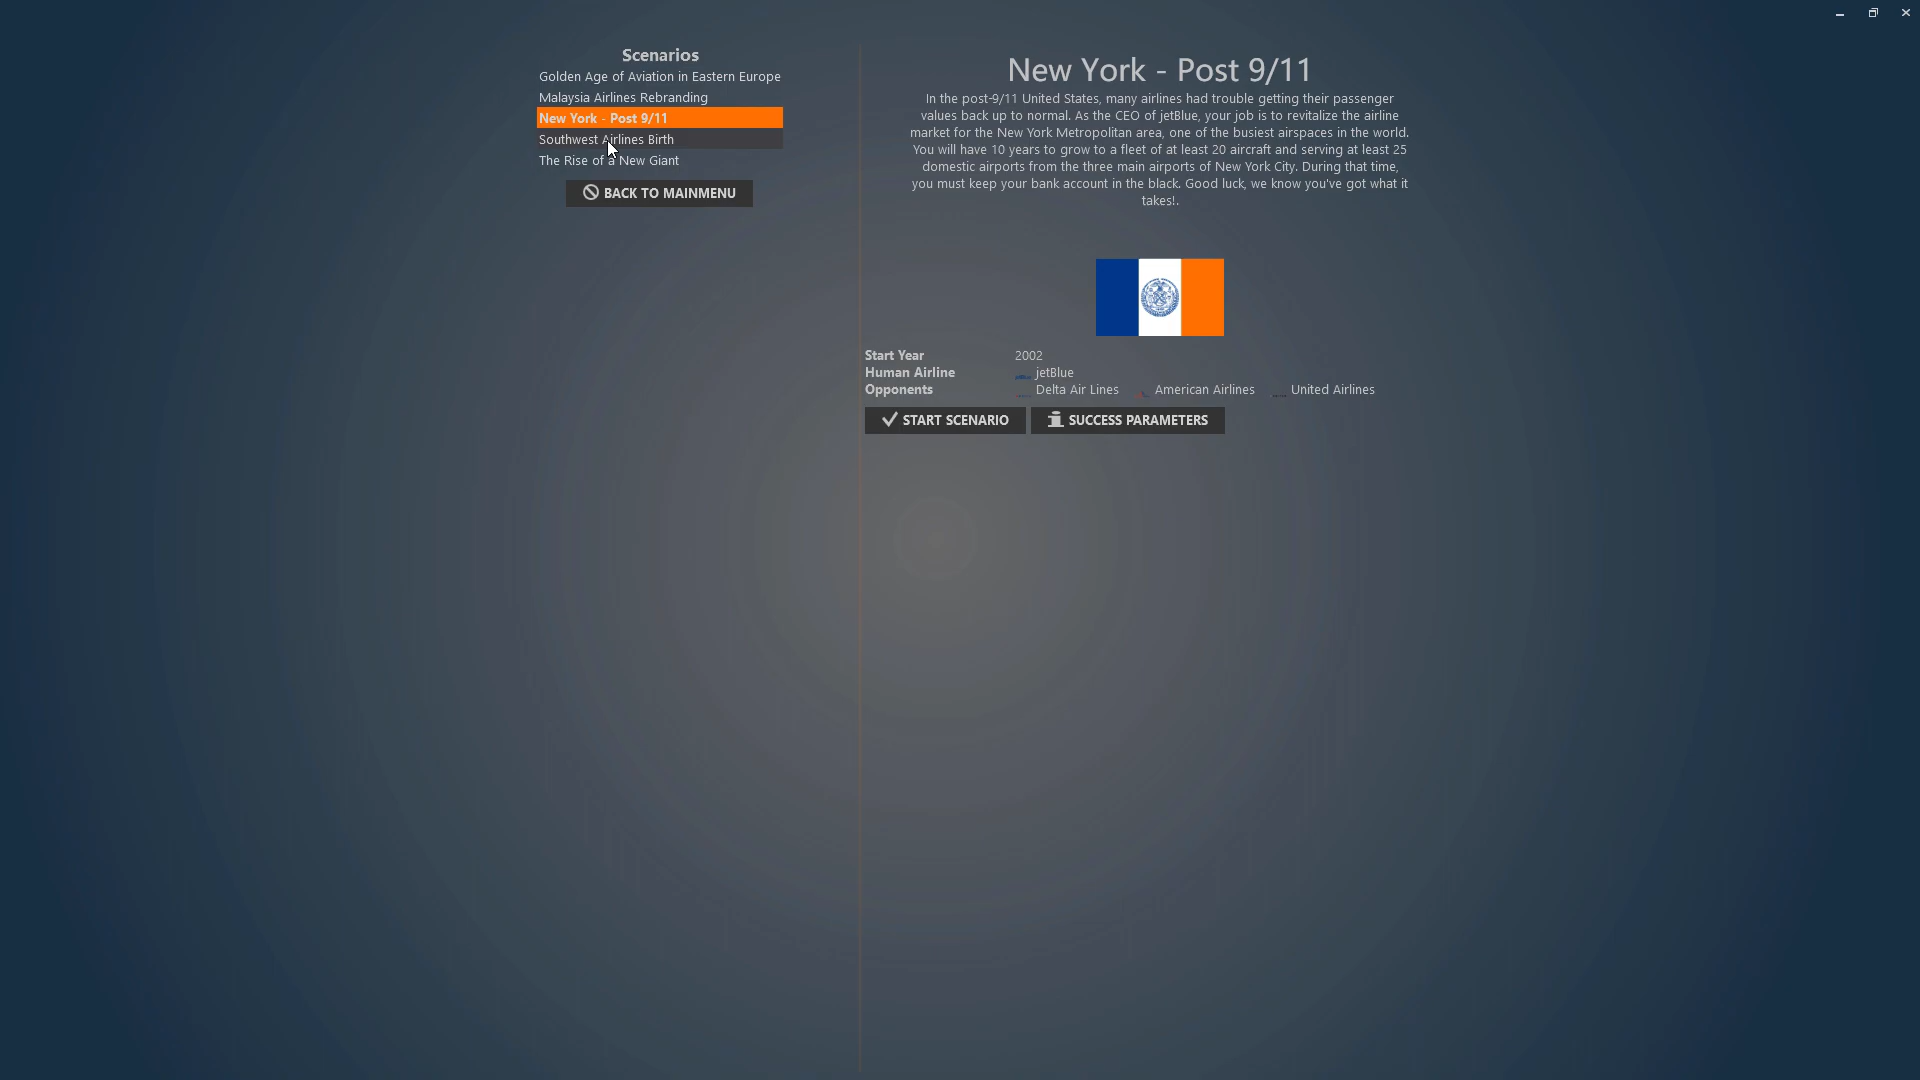 Scenarios
Golden Age of Aviation in Eastern Europe
Malaysia Airlines Rebranding
New York - Post 9/11
Southwest Airlines Birth
The Rise of a New Giant
BACK TO MAINMENU
New York - Post 9/11
In the post-9/11 United States, many airlines had trouble getting their passenger
values back up to normal. As the CEO of jetBlue, your job is to revitalize the airline
market for the New York Metropolitan area, one of the busiest airspaces in the world.
You will have 10 years to grow to a fleet of at least 20 aircraft and serving at least 25
domestic airports from the three main airports of New York City. During that time,
you must keep your bank account in the black. Good luck, we know you've got what it
takes!.
Start Year 2002
Human Airline jetBlue
Opponents Delta Air Lines American Airlines United Airlines
START SCENARIO SUCCESS PARAMETERS